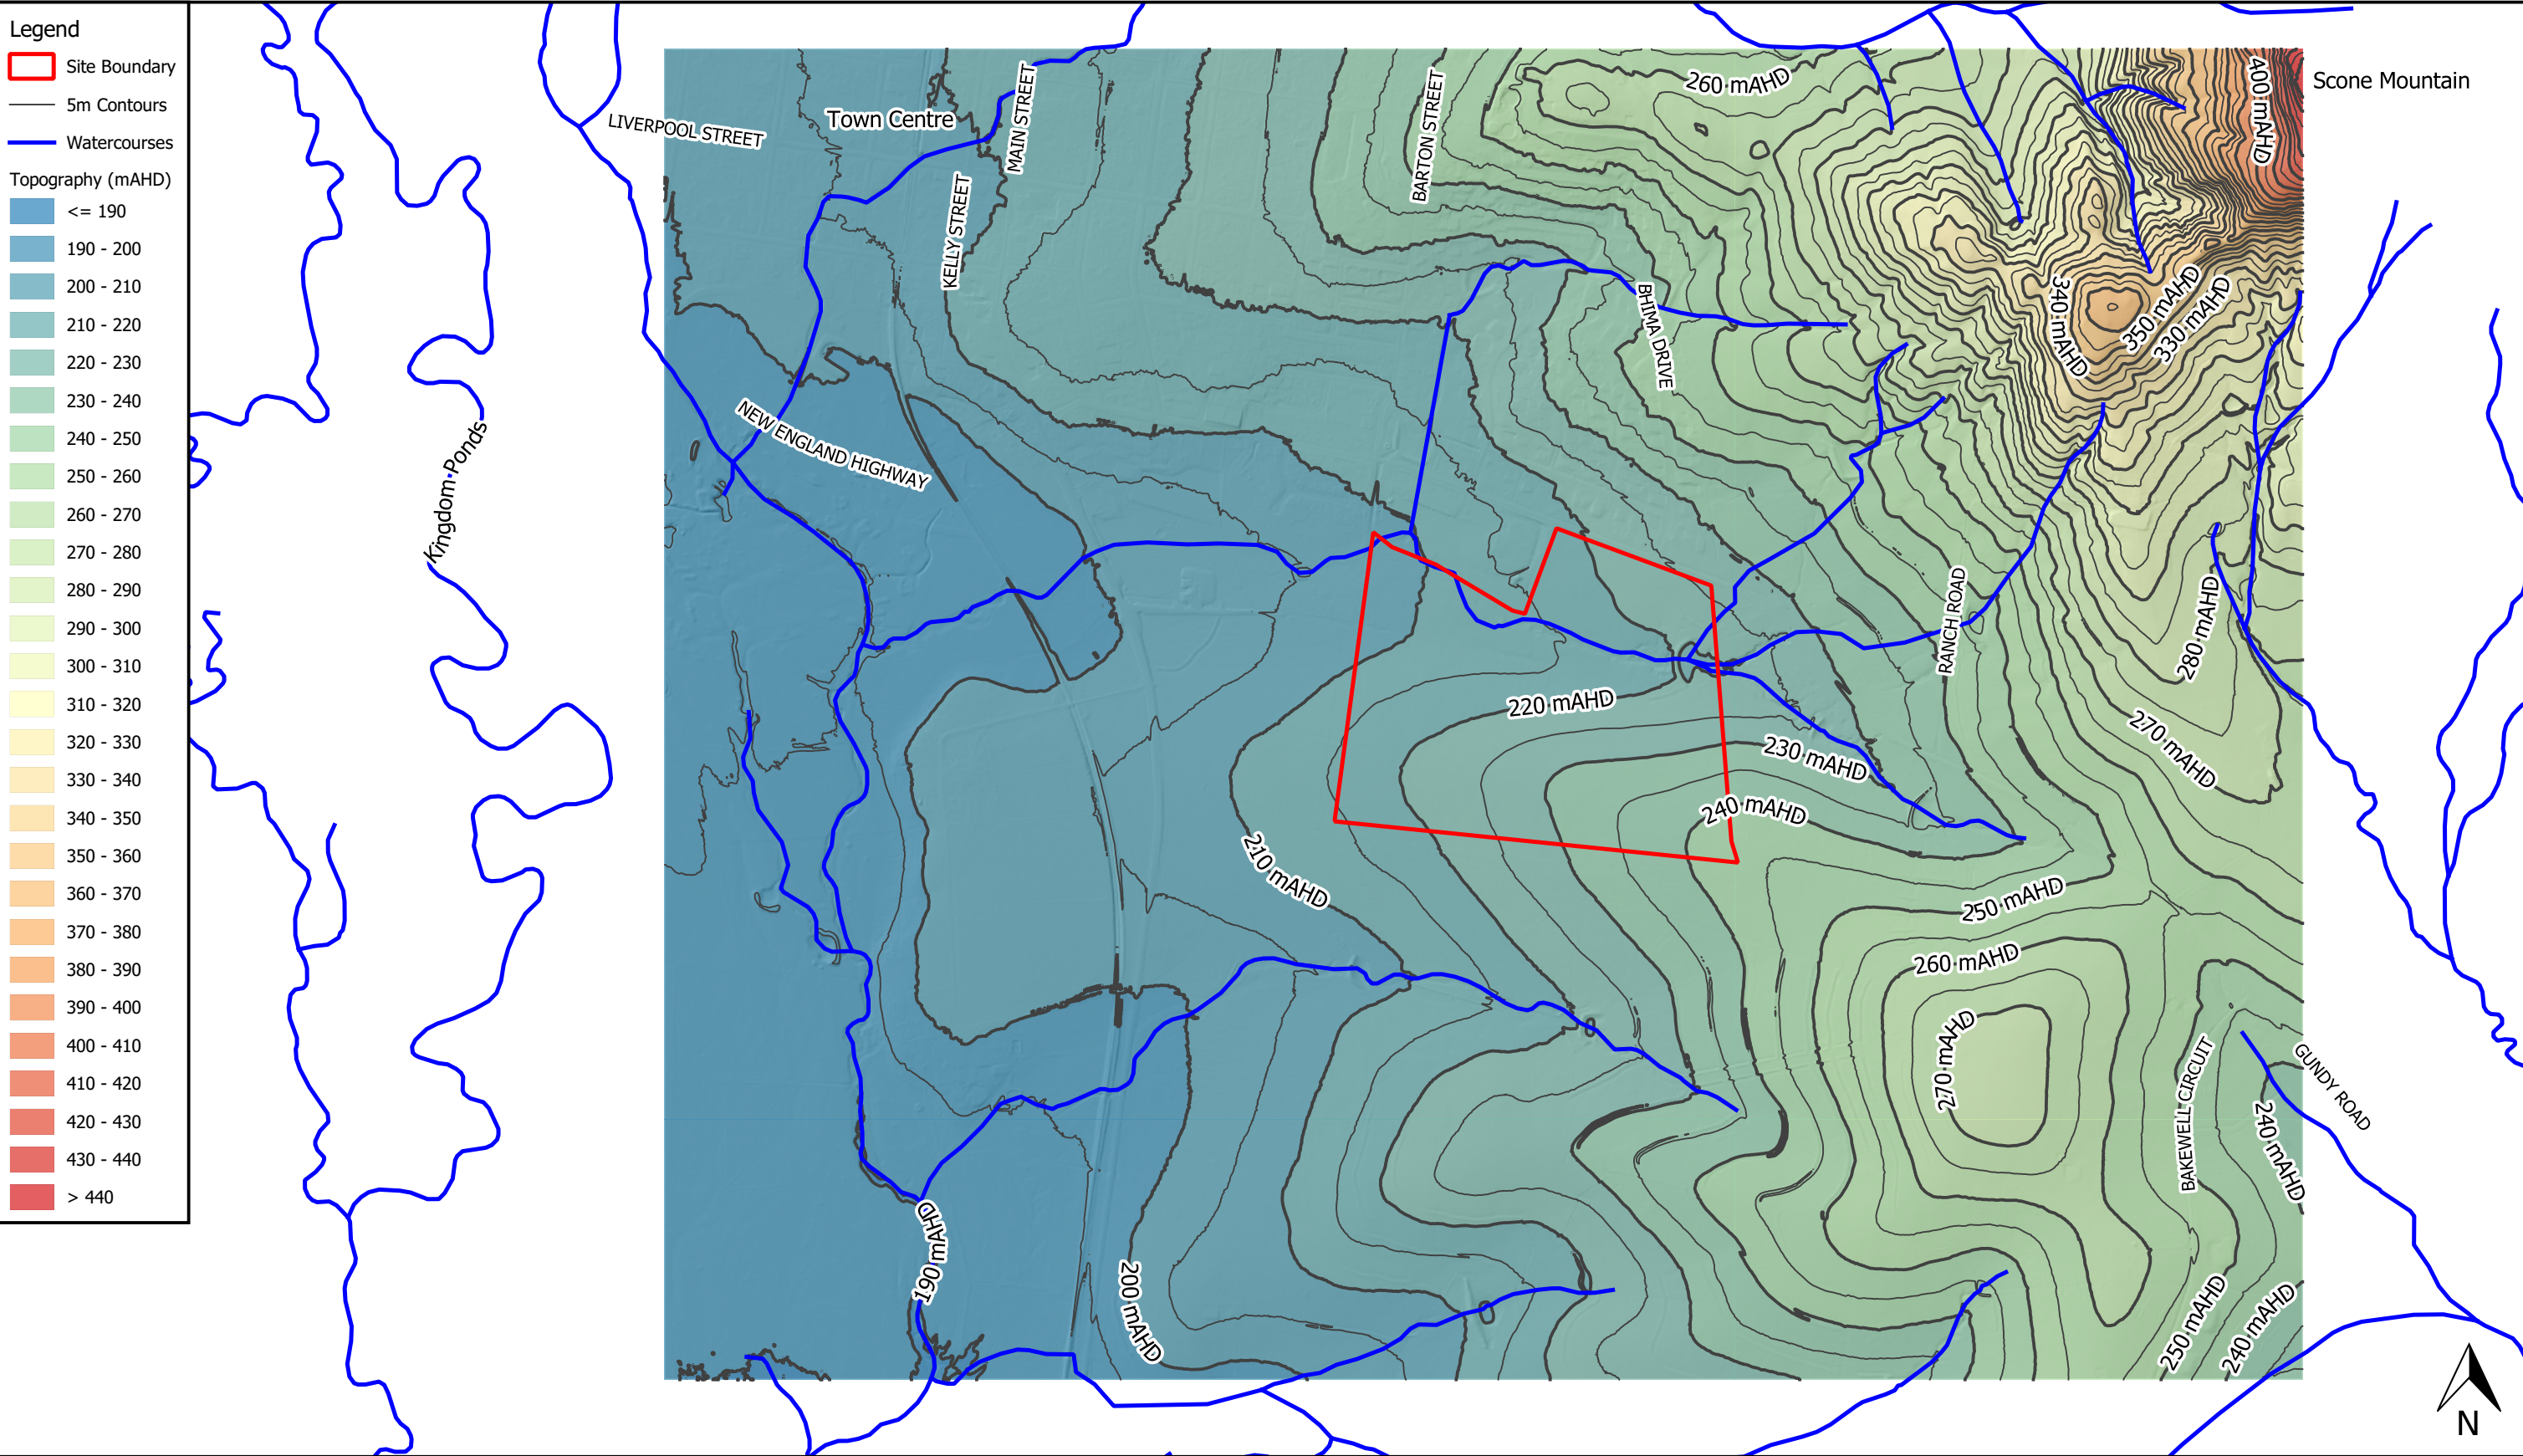 Legend
Site Boundary
5m Contours
Watercourses
Topography (mAHD)
<= 190
190 - 200
200 - 210
210 - 220
220 - 230
230 - 240
240 - 250
250 - 260
260 - 270
270 - 280
280 - 290
290 - 300
300 - 310
310 - 320
320 - 330
330 - 340
340 - 350
350 - 360
360 - 370
370 - 380
380 - 390
390 - 400
400 - 410
410 - 420
420 - 430
430 - 440
> 440
Kingdom Ponds
LIVERPOOL STREET
Town Centre
MAIN STREET
KELLY STREET
BARTON STREET
260 mAHD
400 mAHD
Scone Mountain
NEW ENGLAND HIGHWAY
BHIMA DRIVE
340 mAHD
350 mAHD
330 mAHD
RANCH ROAD
280 mAHD
220 mAHD
230 mAHD
270 mAHD
240 mAHD
210 mAHD
250 mAHD
260 mAHD
270 mAHD
BAKEWELL CIRCUIT
GUNDY ROAD
240 mAHD
190 mAHD
200 mAHD
250 mAHD
240 mAHD
N